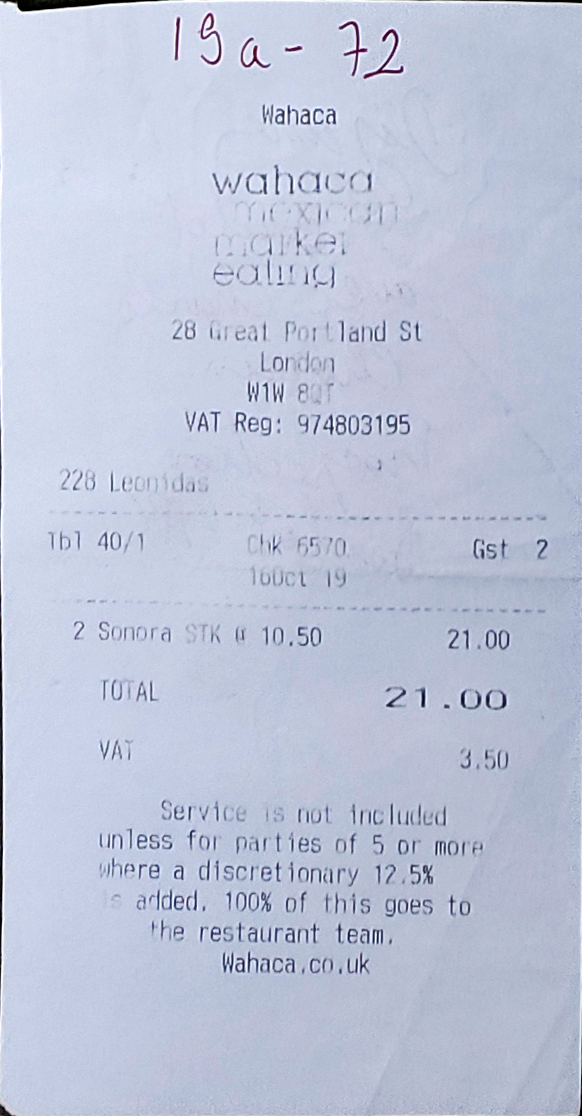 19a - 72
Wahaca
wahaca
mexican
market
eating
28 Great Portland St
London
W1W 8QT
VAT Reg: 974803195
228 Leonidas
Tbl 40/1 Chk 6570 Gst 2
16Oct'19
2 Sonora STK @ 10.50 21.00
TOTAL 21.00
VAT 3.50
Service is not included
unless for parties of 5 or more
where a discretionary 12.5%
is added. 100% of this goes to
the restaurant team.
Wahaca.co.uk